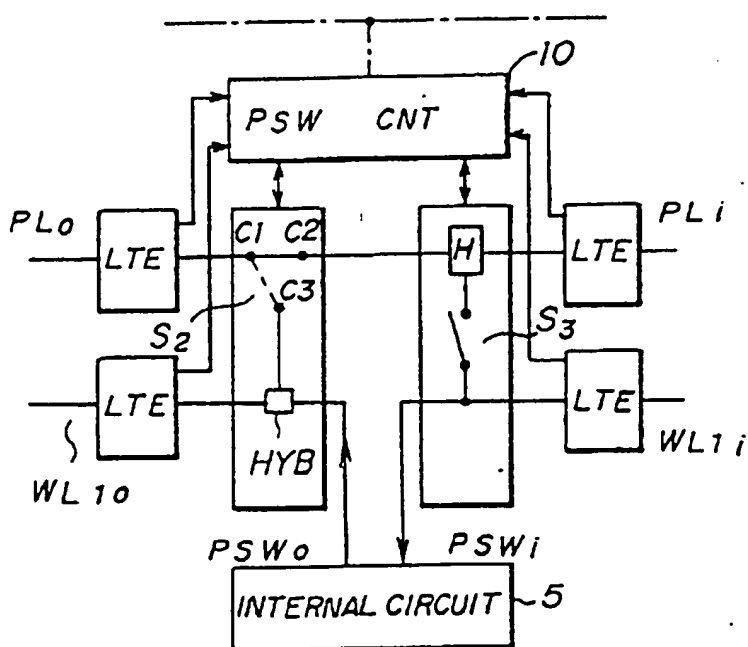 10
PSW CNT
PLo
PLi
LTE
C1 C2
H
LTE
C3
S2
S3
LTE
LTE
HYB
WL1o
WL1i
PSWo
PSWi
INTERNAL CIRCUIT
5